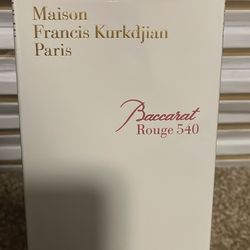 Maison
Francis Kurkdjian
Paris
Baccarat
Rouge 540